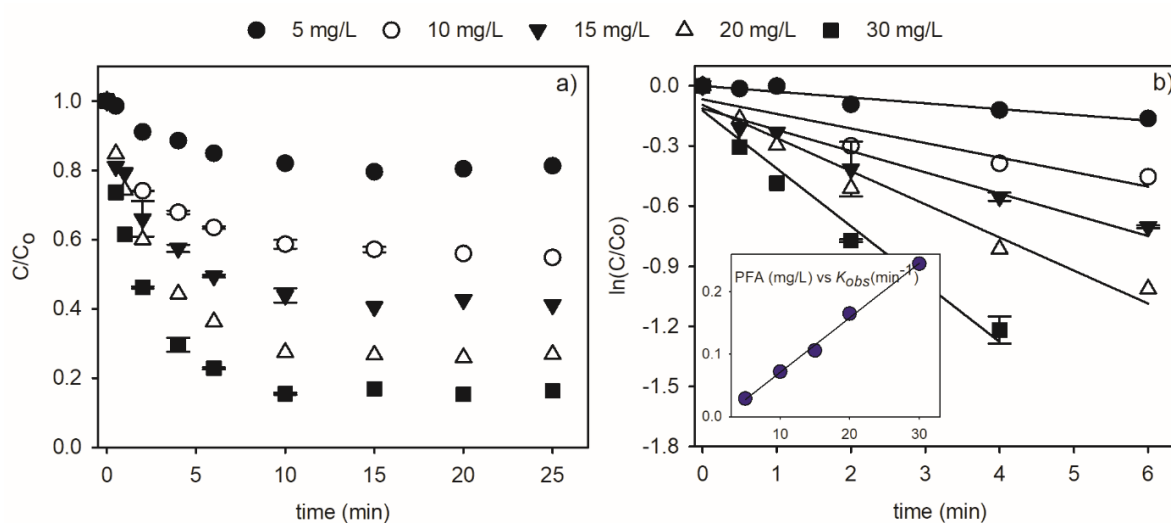 5 mg/L 10 mg/L 15 mg/L 20 mg/L 30 mg/L
a)
1.0
0.8
0.6
0.4
0.2
0.0
C/Co
0 5 10 15 20 25
time (min)
b)
0.0
-0.3
-0.6
-0.9
-1.2
-1.5
-1.8
ln(C/Co)
PFA (mg/L) vs Kobs(min-1)
0.2
0.1
0.0
10 20 30
0 1 2 3 4 5 6
time (min)